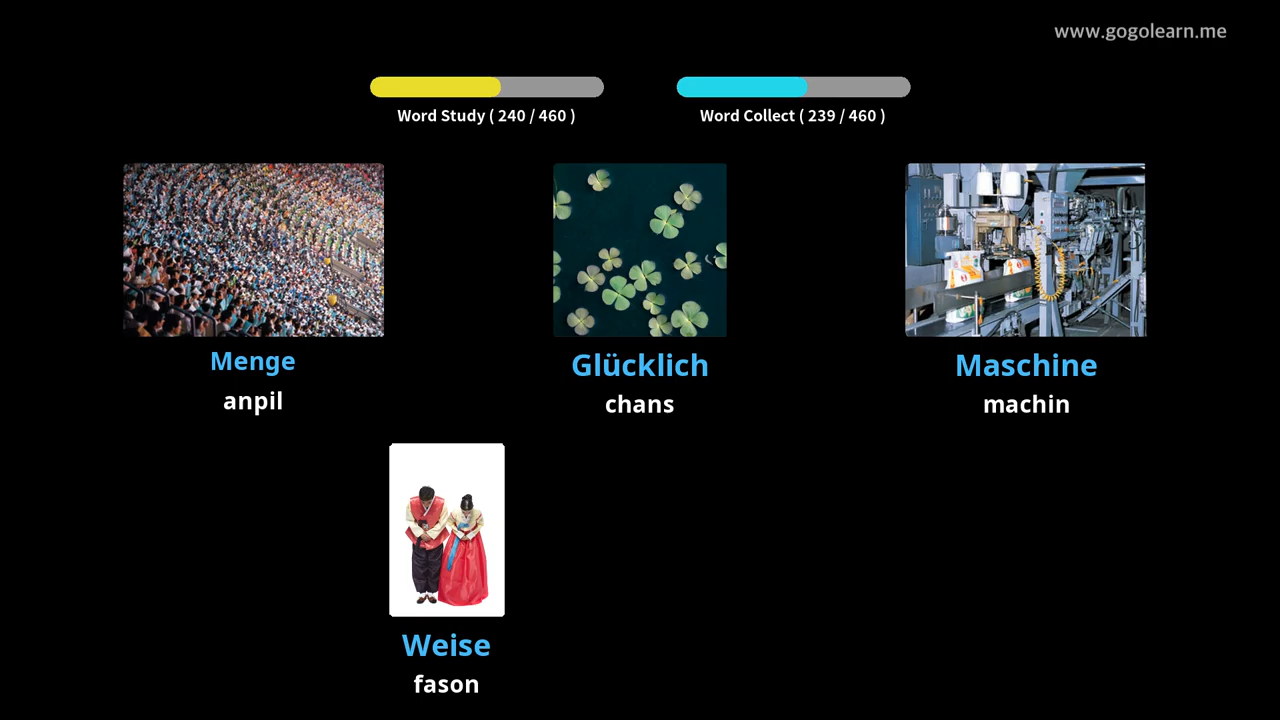 www.gogolearn.me
Word Study ( 240 / 460 )
Word Collect ( 239 / 460 )
Menge
anpil
Glücklich
chans
Maschine
machin
Weise
fason